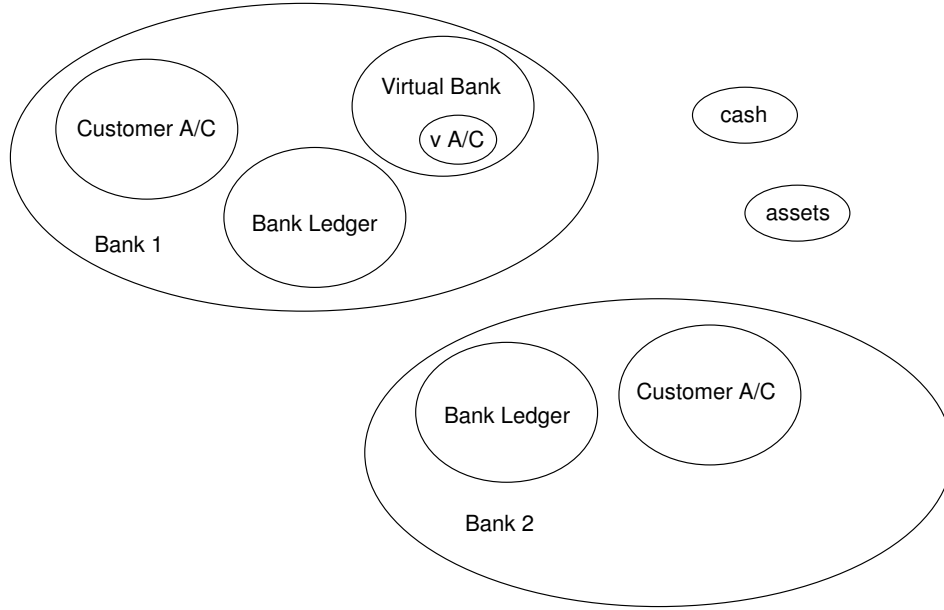 Virtual Bank
Customer A/C
v A/C
Bank Ledger
Bank 1
cash
assets
Customer A/C
Bank Ledger
Bank 2